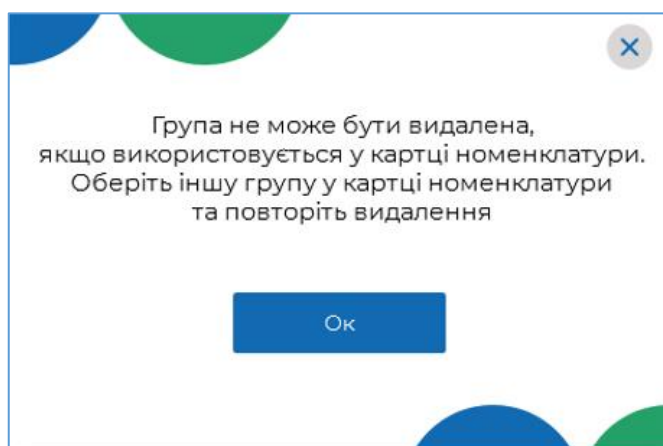 Група не може бути видалена,
якщо використовується у картці номенклатури.
Оберіть іншу групу у картці номенклатури
та повторіть видалення
Ок